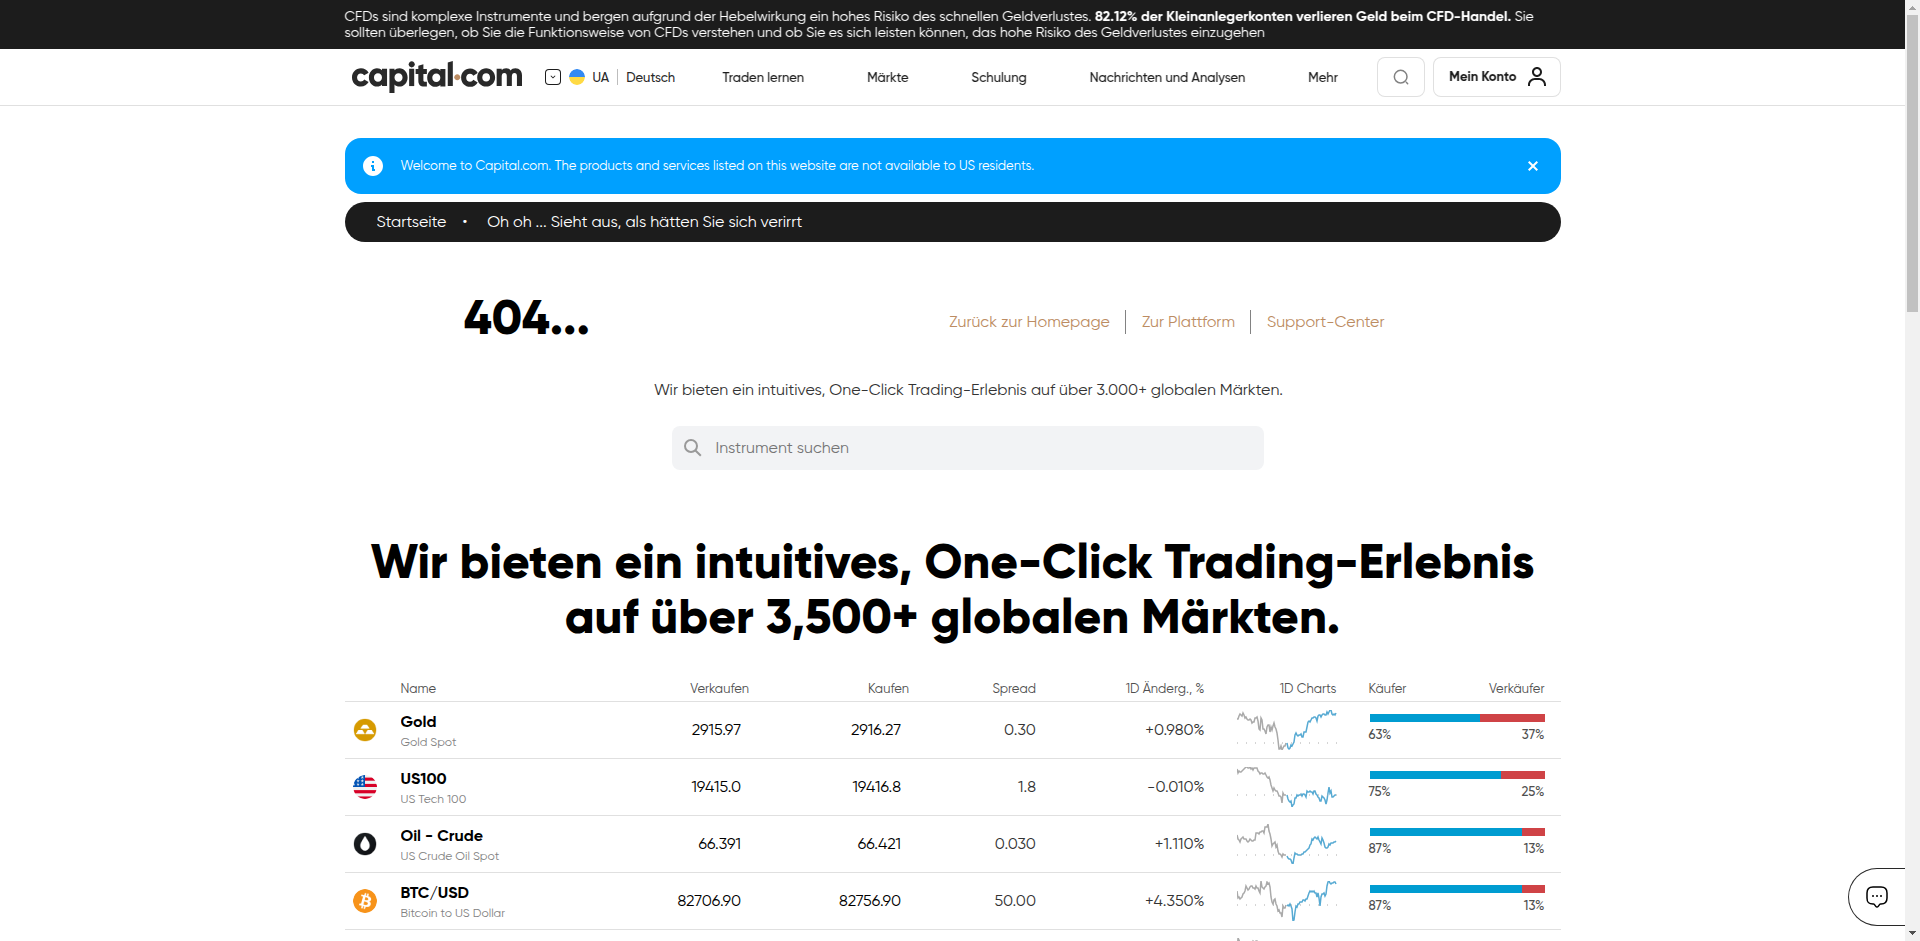 CFDs sind komplexe Instrumente und bergen aufgrund der Hebelwirkung ein hohes Risiko des schnellen Geldverlustes. 82.12% der Kleinanlegerkonten verlieren Geld beim CFD-Handel. Sie
sollten überlegen, ob Sie die Funktionsweise von CFDs verstehen und ob Sie es sich leisten können, das hohe Risiko des Geldverlustes einzugehen
capital.com UA Deutsch Traden lernen Märkte Schulung Nachrichten und Analysen Mehr Mein Konto
Welcome to Capital.com. The products and services listed on this website are not available to US residents.
Startseite • Oh oh ... Sieht aus, als hätten Sie sich verirrt
404...
Zurück zur Homepage Zur Plattform Support-Center
Wir bieten ein intuitives, One-Click Trading-Erlebnis auf über 3.000+ globalen Märkten.
Instrument suchen
Wir bieten ein intuitives, One-Click Trading-Erlebnis
auf über 3,500+ globalen Märkten.
Name Verkaufen Kaufen Spread 1D Änderg., % 1D Charts Käufer Verkäufer
Gold 2915.97 2916.27 0.30 +0.980% 63% 37%
Gold Spot
US100 19415.0 19416.8 1.8 -0.010% 75% 25%
US Tech 100
Oil - Crude 66.391 66.421 0.030 +1.110% 87% 13%
US Crude Oil Spot
BTC/USD 82706.90 82756.90 50.00 +4.350% 87% 13%
Bitcoin to US Dollar